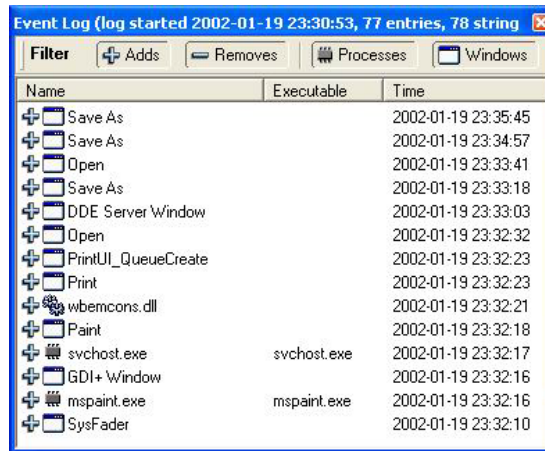 Event Log (log started 2002-01-19 23:30:53, 77 entries, 78 string
Filter Adds Removes Processes Windows
Name Executable Time
Save As 2002-01-19 23:35:45
Save As 2002-01-19 23:34:57
Open 2002-01-19 23:33:41
Save As 2002-01-19 23:33:18
DDE Server Window 2002-01-19 23:33:03
Open 2002-01-19 23:32:32
PrintUI_QueueCreate 2002-01-19 23:32:23
Print 2002-01-19 23:32:23
wbemcons.dll 2002-01-19 23:32:21
Paint 2002-01-19 23:32:18
svchost.exe svchost.exe 2002-01-19 23:32:17
GDI+ Window 2002-01-19 23:32:16
mspaint.exe mspaint.exe 2002-01-19 23:32:16
SysFader 2002-01-19 23:32:10